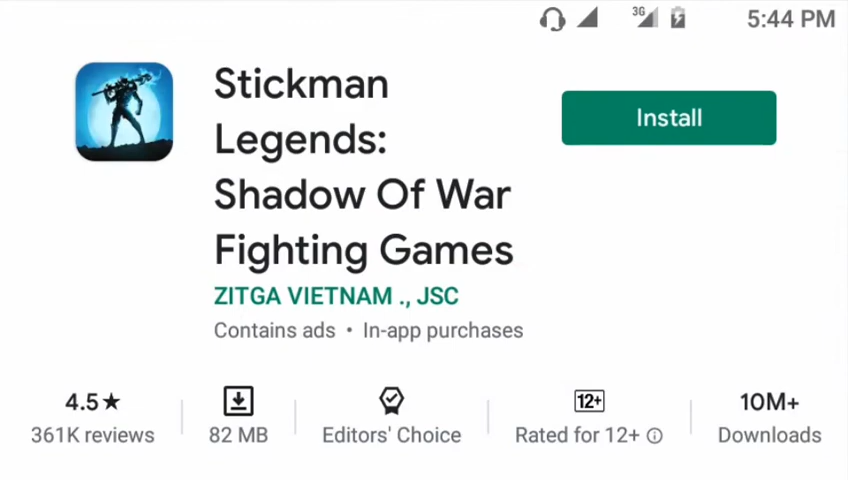 3G 5:44 PM
Stickman
Legends:
Shadow Of War
Fighting Games
Install
ZITGA VIETNAM ., JSC
Contains ads • In-app purchases
4.5★ 12+ 10M+
361K reviews 82 MB Editors' Choice Rated for 12+ Downloads